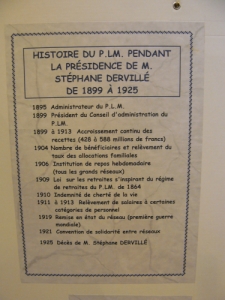 HISTOIRE DU P.LM. PENDANT
LA PRÉSIDENCE DE M.
STÉPHANE DERVILLÉ
DE 1899 À 1925
1895 Administrateur du P.L.M.
1899 Président du Conseil d'administration du
P.L.M.
1899 à 1913 Accroissement continu des
recettes (428 à 588 millions de francs)
1904 Nombre de bénéficiaires et relèvement du
taux des allocations familiales
1906 Institution de repos hebdomadaire
(tous les grands réseaux)
1909 Loi sur les retraites s'inspirant du régime
de retraites du P.L.M. de 1864
1910 Indemnité de cherté de la vie
1911 à 1913 Relèvement de salaires à certaines
catégories de personnel
1919 Remise en état du réseau (première guerre
mondiale).
1921 Convention de solidarité entre réseaux
1925 Décès de M. Stéphane DERVILLÉ